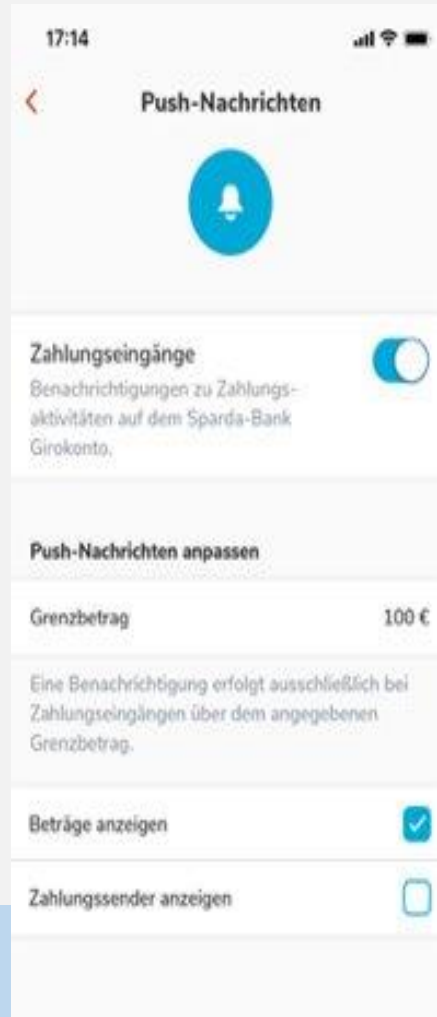 17:14
Push-Nachrichten
Zahlungseingänge
Benachrichtigungen zu Zahlungs-
aktivitäten auf dem Sparda-Bank
Girokonto.
Push-Nachrichten anpassen
Grenzbetrag 100 €
Eine Benachrichtigung erfolgt ausschließlich bei
Zahlungseingängen über dem angegebenen
Grenzbetrag.
Beträge anzeigen
Zahlungssender anzeigen